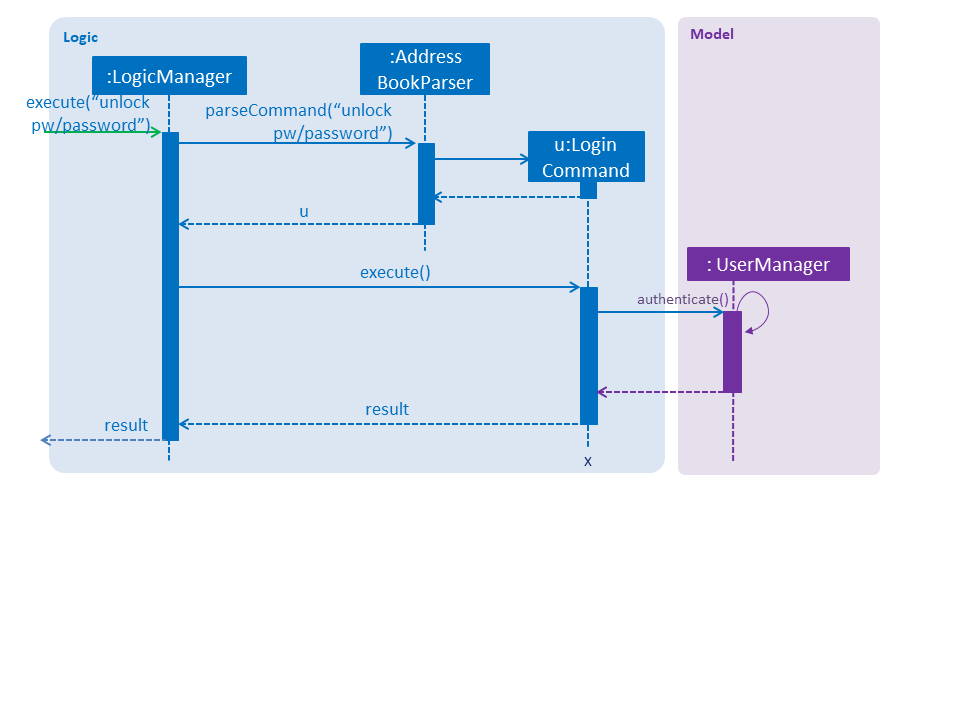 Logic
Model
:Address
BookParser
:LogicManager
execute(“unlock
pw/password”)
parseCommand(“unlock
pw/password”)
u:Login
Command
u
: UserManager
execute()
authenticate()
result
result
x